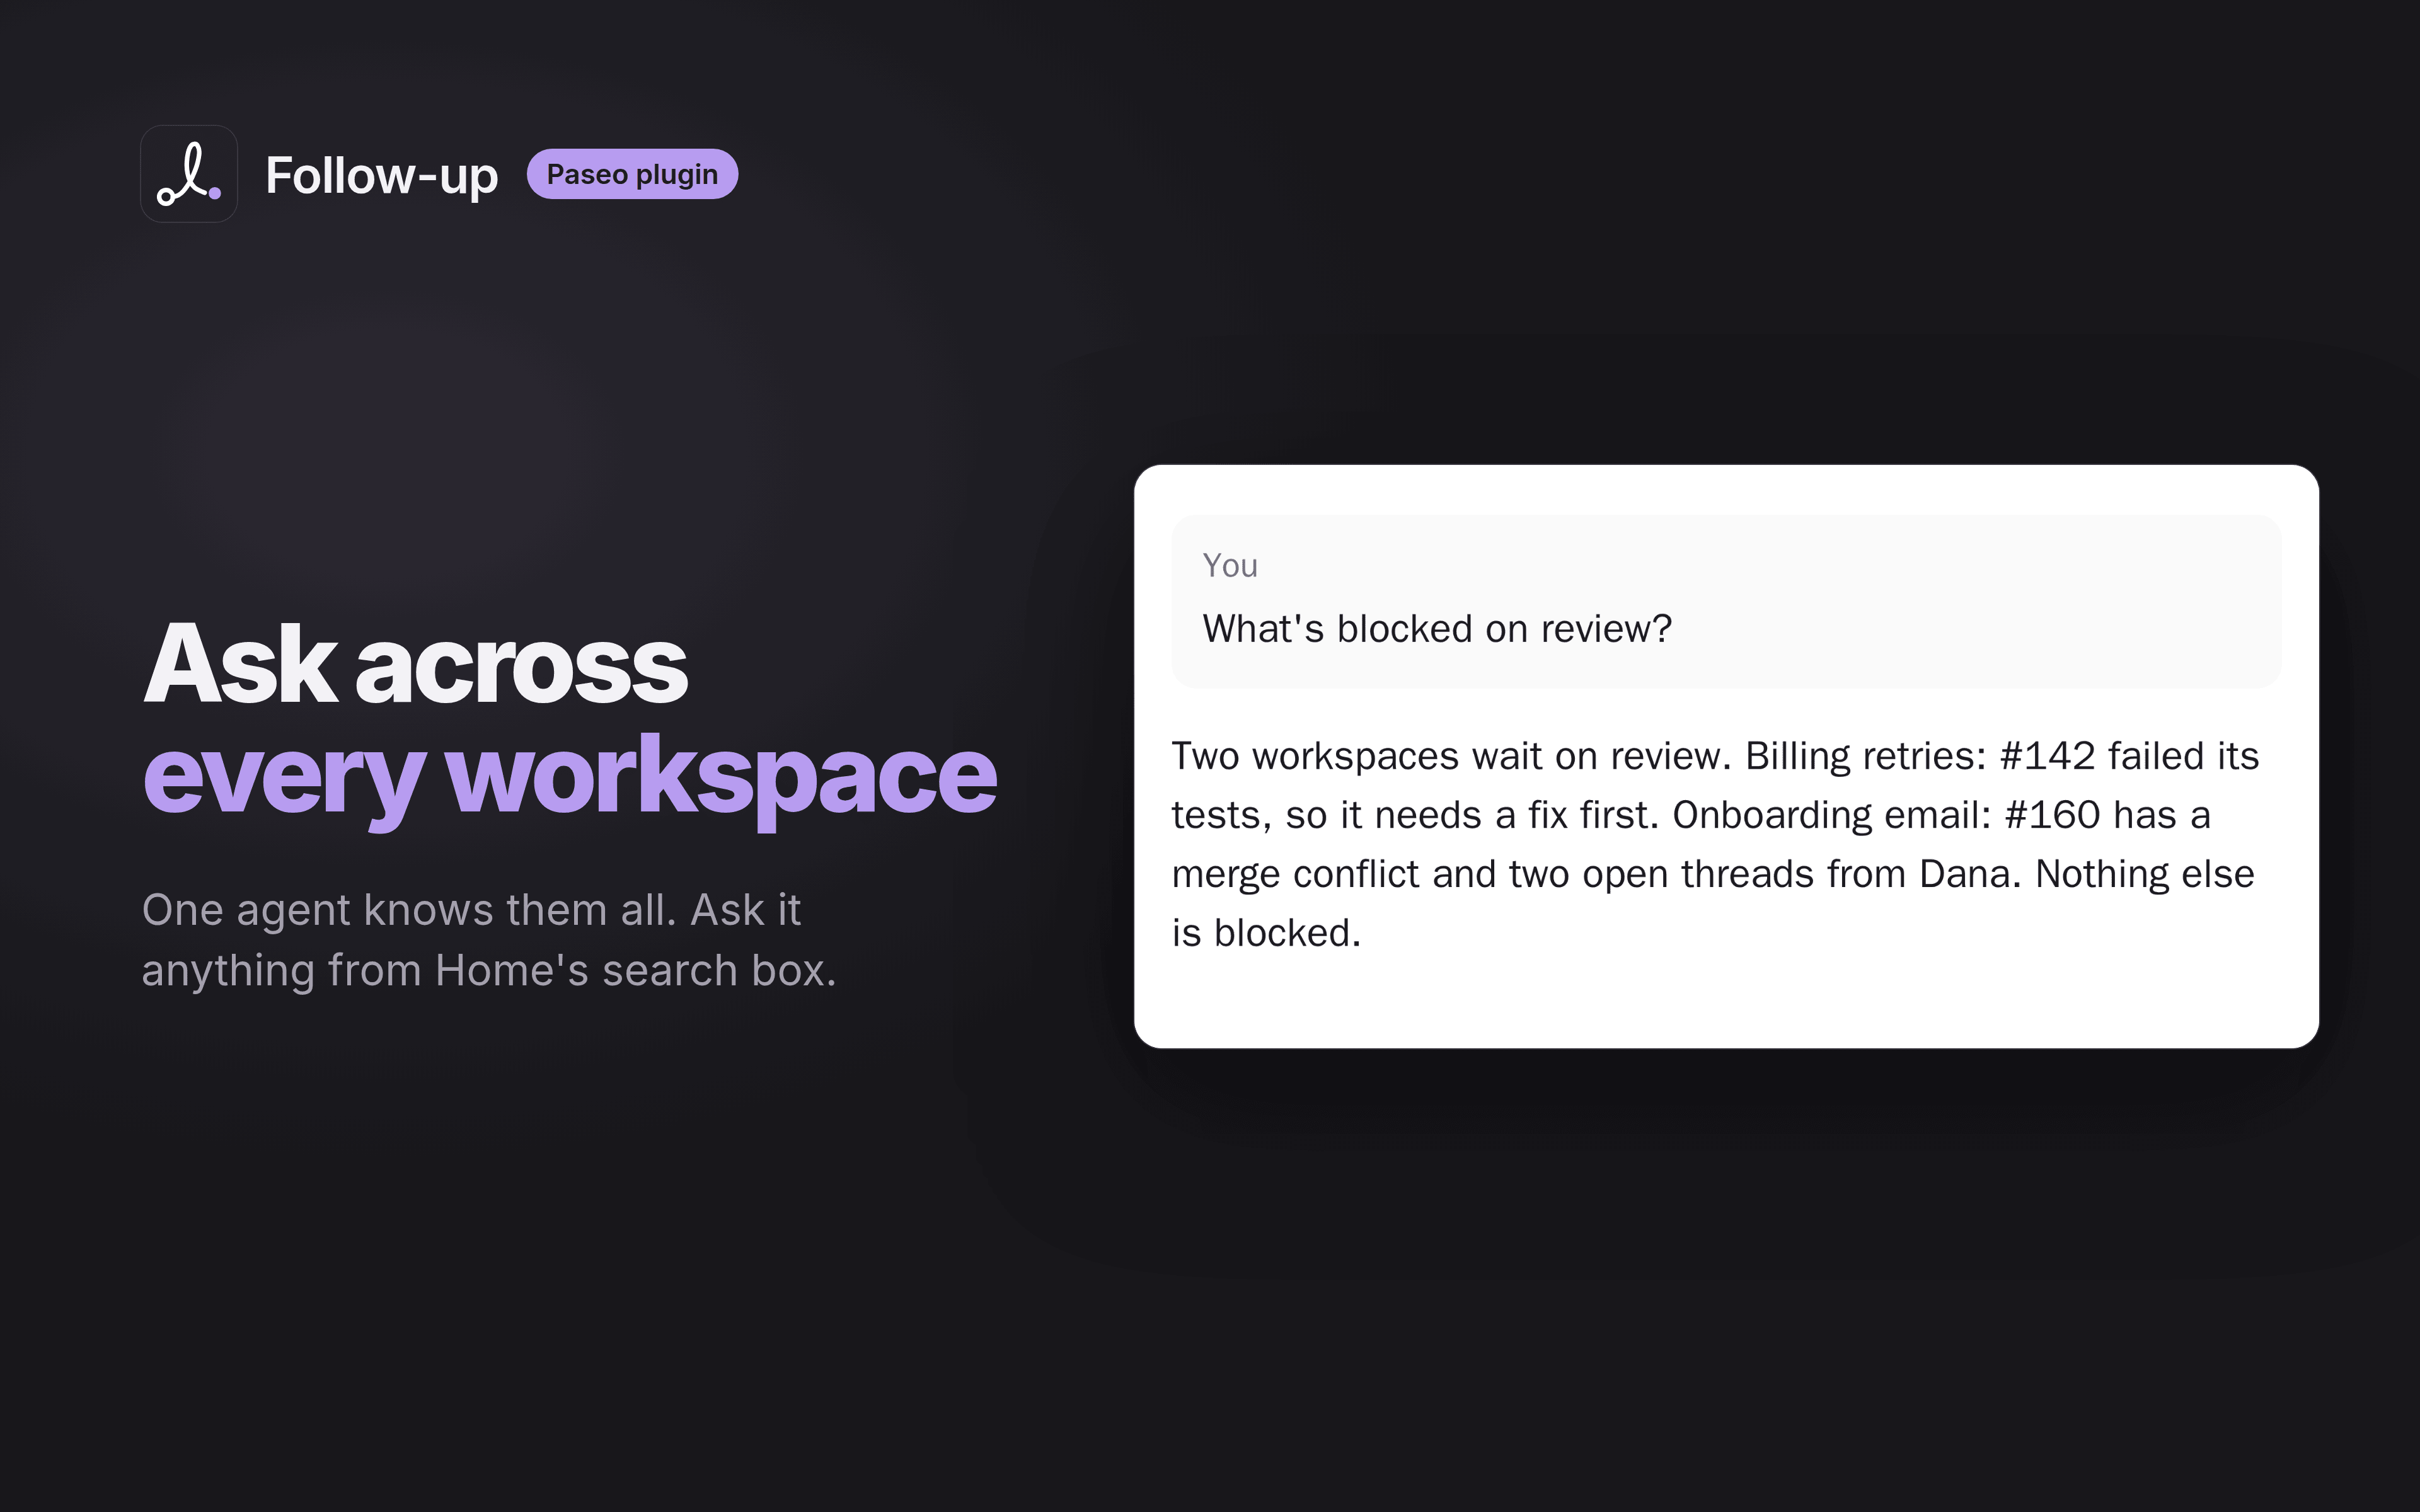 Follow-up
Paseo plugin
Ask across
every workspace
One agent knows them all. Ask it
anything from Home's search box.
You
What's blocked on review?
Two workspaces wait on review. Billing retries: #142 failed its
tests, so it needs a fix first. Onboarding email: #160 has a
merge conflict and two open threads from Dana. Nothing else
is blocked.